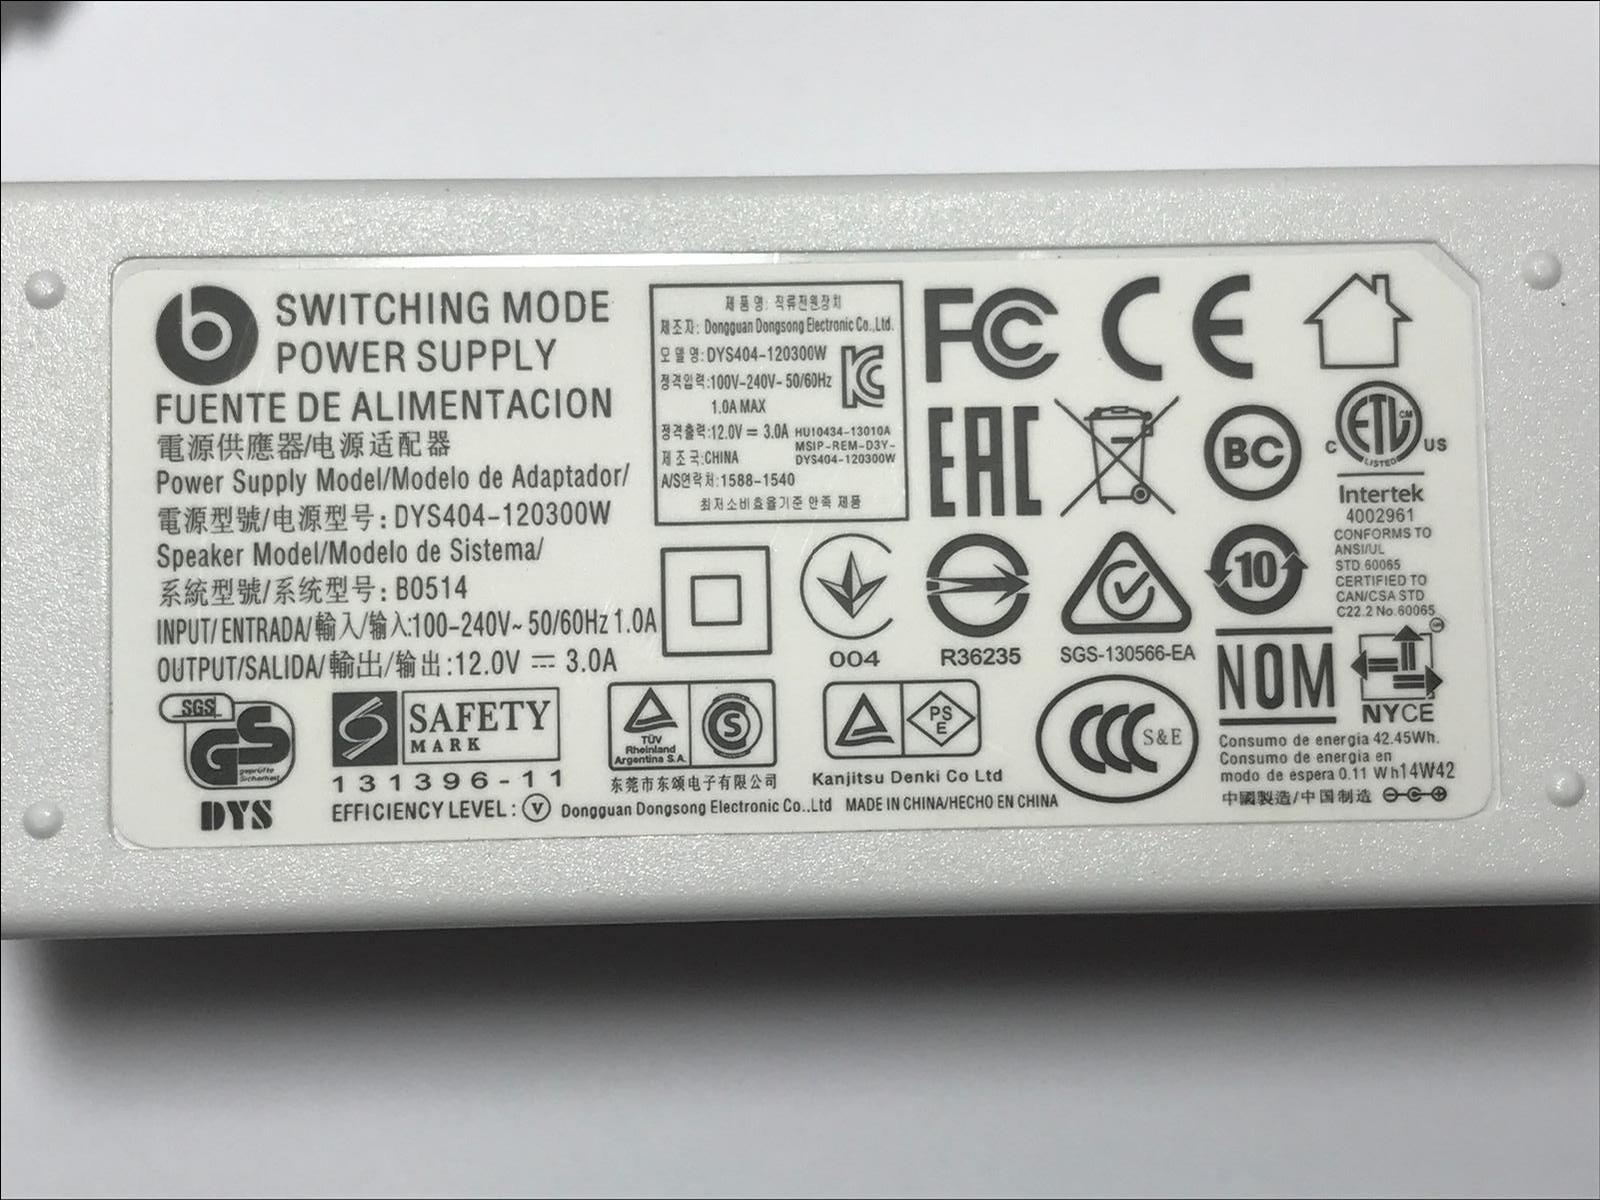 b SWITCHING MODE
POWER SUPPLY
FUENTE DE ALIMENTACION
電源供應器/电源适配器
Power Supply Model/Modelo de Adaptador/
電源型號/电源型号: DYS404-120300W
Speaker Model/Modelo de Sistema/
系統型號/系统型号: B0514
INPUT/ENTRADA/輸入/输入:100-240V~ 50/60Hz 1.0A
OUTPUT/SALIDA/輸出/输出:12.0V ⎓ 3.0A
제품명: 직류전원장치
제조자: Dongguan Dongsong Electronic Co.,Ltd.
모델명: DYS404-120300W
정격입력:100V-240V~ 50/60Hz
1.0A MAX
정격출력:12.0V = 3.0A HU10434-13010A
MSIP-REM-D3Y-
제조국:CHINA DYS404-120300W
A/S연락처:1588-1540
최저소비효율기준 만족 제품
KC
FC CE
EAC BC
ETL CM
C US
LISTED
Intertek
4002961
CONFORMS TO
ANSI/UL
STD.60065
CERTIFIED TO
CAN/CSA STD
C22.2 No.60065
004
R36235
SGS-130566-EA
10
NOM
NYCE
SGS
GS
geprüfte
Sicherheit
DYS
SAFETY
MARK
131396-11
TÜV
Rheinland
Argentina S.A.
S
东莞市东颂电子有限公司
PS
E
Kanjitsu Denki Co Ltd
CCC S&E
Consumo de energia 42.45Wh.
Consumo de energia en
modo de espera 0.11 Wh14W42
中國製造/中国制造
EFFICIENCY LEVEL: V Dongguan Dongsong Electronic Co.,Ltd MADE IN CHINA/HECHO EN CHINA